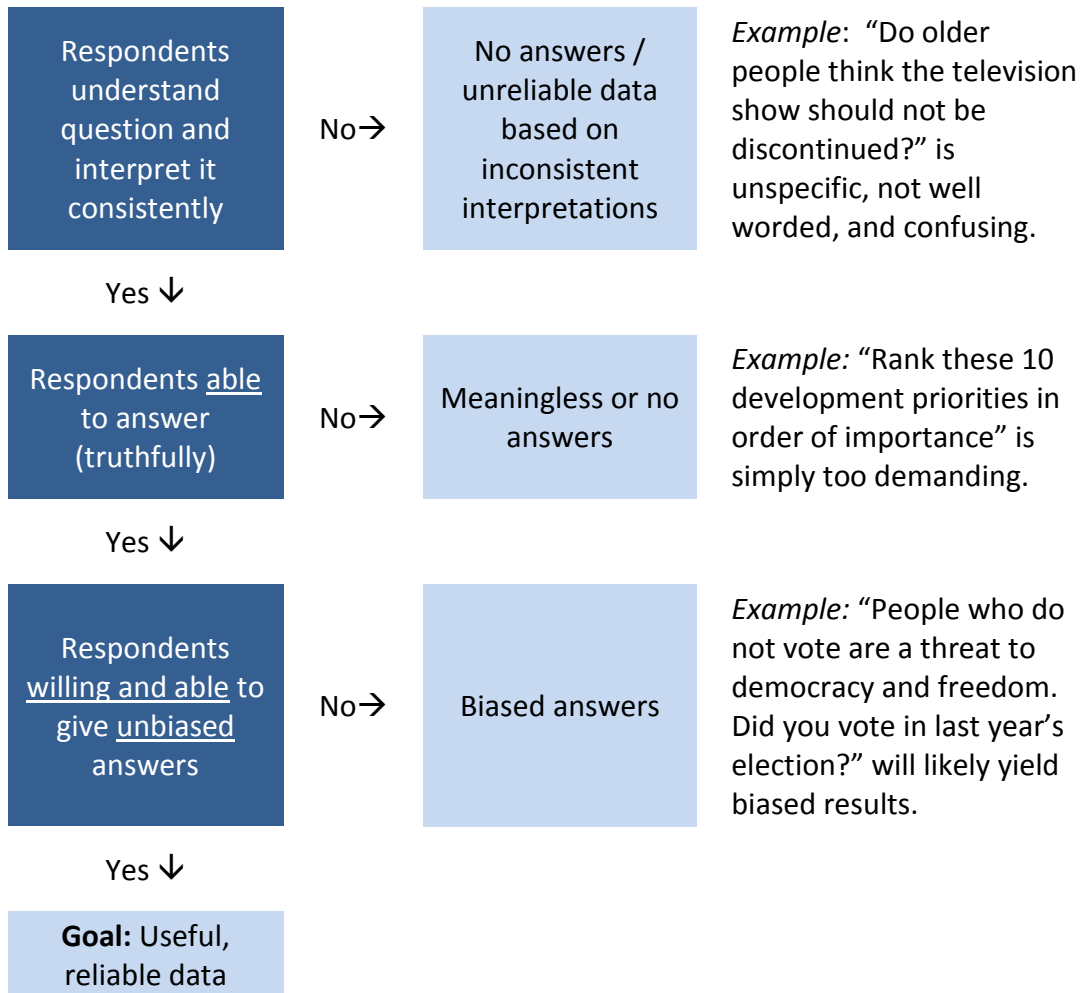 Respondents
understand
question and
interpret it
consistently
No→
No answers /
unreliable data
based on
inconsistent
interpretations
Example:  “Do older
people think the television
show should not be
discontinued?” is
unspecific, not well
worded, and confusing.
Yes ↓
Respondents able
to answer
(truthfully)
No→
Meaningless or no
answers
Example: “Rank these 10
development priorities in
order of importance” is
simply too demanding.
Yes ↓
Respondents
willing and able to
give unbiased
answers
No→
Biased answers
Example: “People who do
not vote are a threat to
democracy and freedom.
Did you vote in last year’s
election?” will likely yield
biased results.
Yes ↓
Goal: Useful,
reliable data